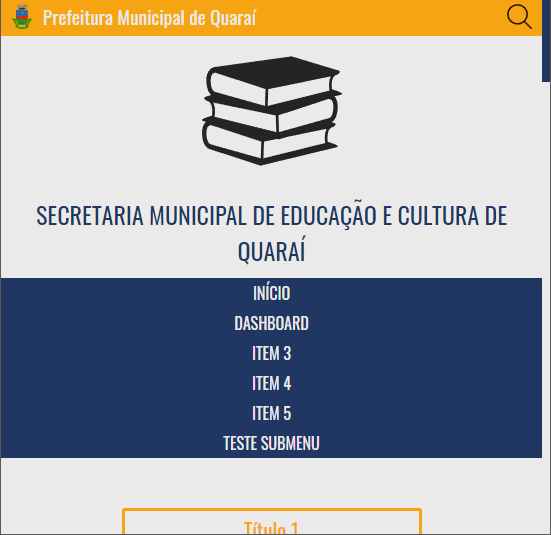 Prefeitura Municipal de Quaraí
SECRETARIA MUNICIPAL DE EDUCAÇÃO E CULTURA DE
QUARAÍ
INÍCIO
DASHBOARD
ITEM 3
ITEM 4
ITEM 5
TESTE SUBMENU
Título 1